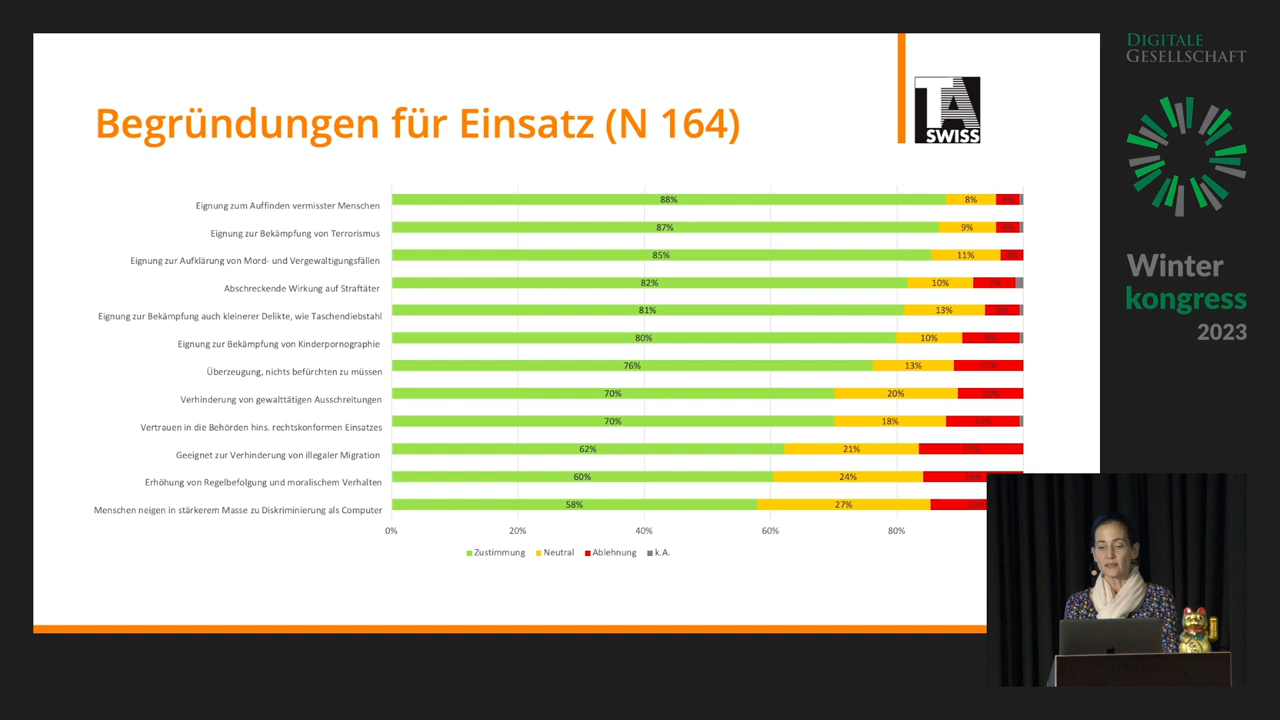 DIGITALE
GESELLSCHAFT
Winter
kongress
2023
TA
SWISS
Begründungen für Einsatz (N 164)
Eignung zum Auffinden vermisster Menschen 88% 8%
Eignung zur Bekämpfung von Terrorismus 87% 9%
Eignung zur Aufklärung von Mord- und Vergewaltigungsfällen 85% 11%
Abschreckende Wirkung auf Straftäter 82% 10%
Eignung zur Bekämpfung auch kleinerer Delikte, wie Taschendiebstahl 81% 13%
Eignung zur Bekämpfung von Kinderpornographie 80% 10%
Überzeugung, nichts befürchten zu müssen 76% 13%
Verhinderung von gewalttätigen Ausschreitungen 70% 20%
Vertrauen in die Behörden hins. rechtskonformen Einsatzes 70% 18%
Geeignet zur Verhinderung von illegaler Migration 62% 21%
Erhöhung von Regelbefolgung und moralischem Verhalten 60% 24%
Menschen neigen in stärkerem Masse zu Diskriminierung als Computer 58% 27%
0% 20% 40% 60% 80%
Zustimmung Neutral Ablehnung k.A.